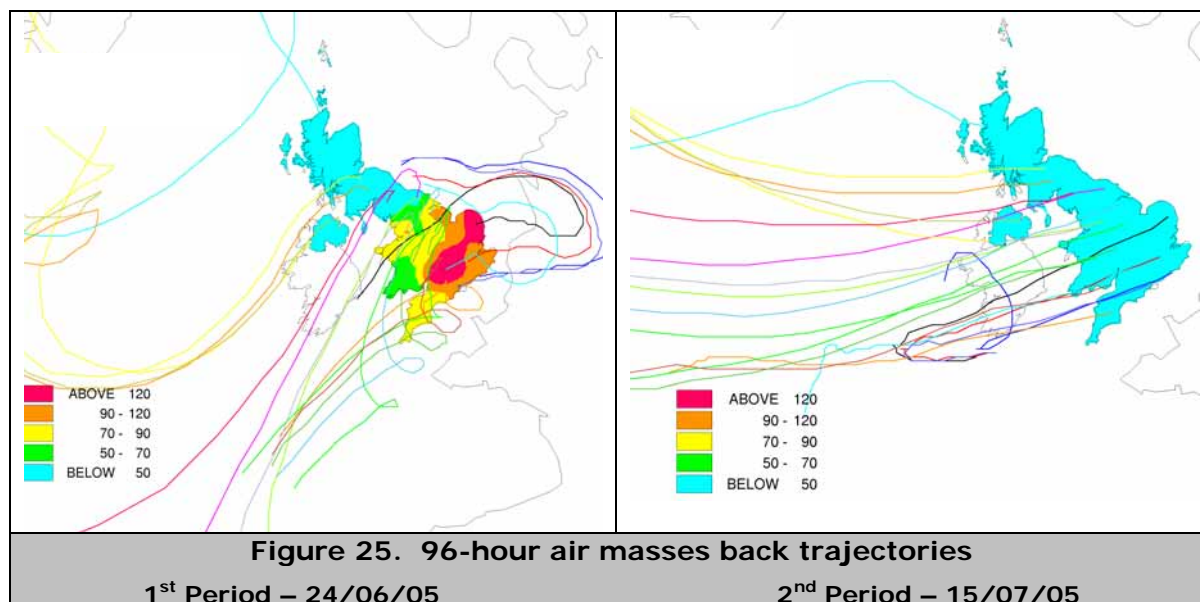 ABOVE 120
90 - 120
70 - 90
50 - 70
BELOW 50
ABOVE 120
90 - 120
70 - 90
50 - 70
BELOW 50
Figure 25. 96-hour air masses back trajectories
1st Period – 24/06/05 2nd Period – 15/07/05